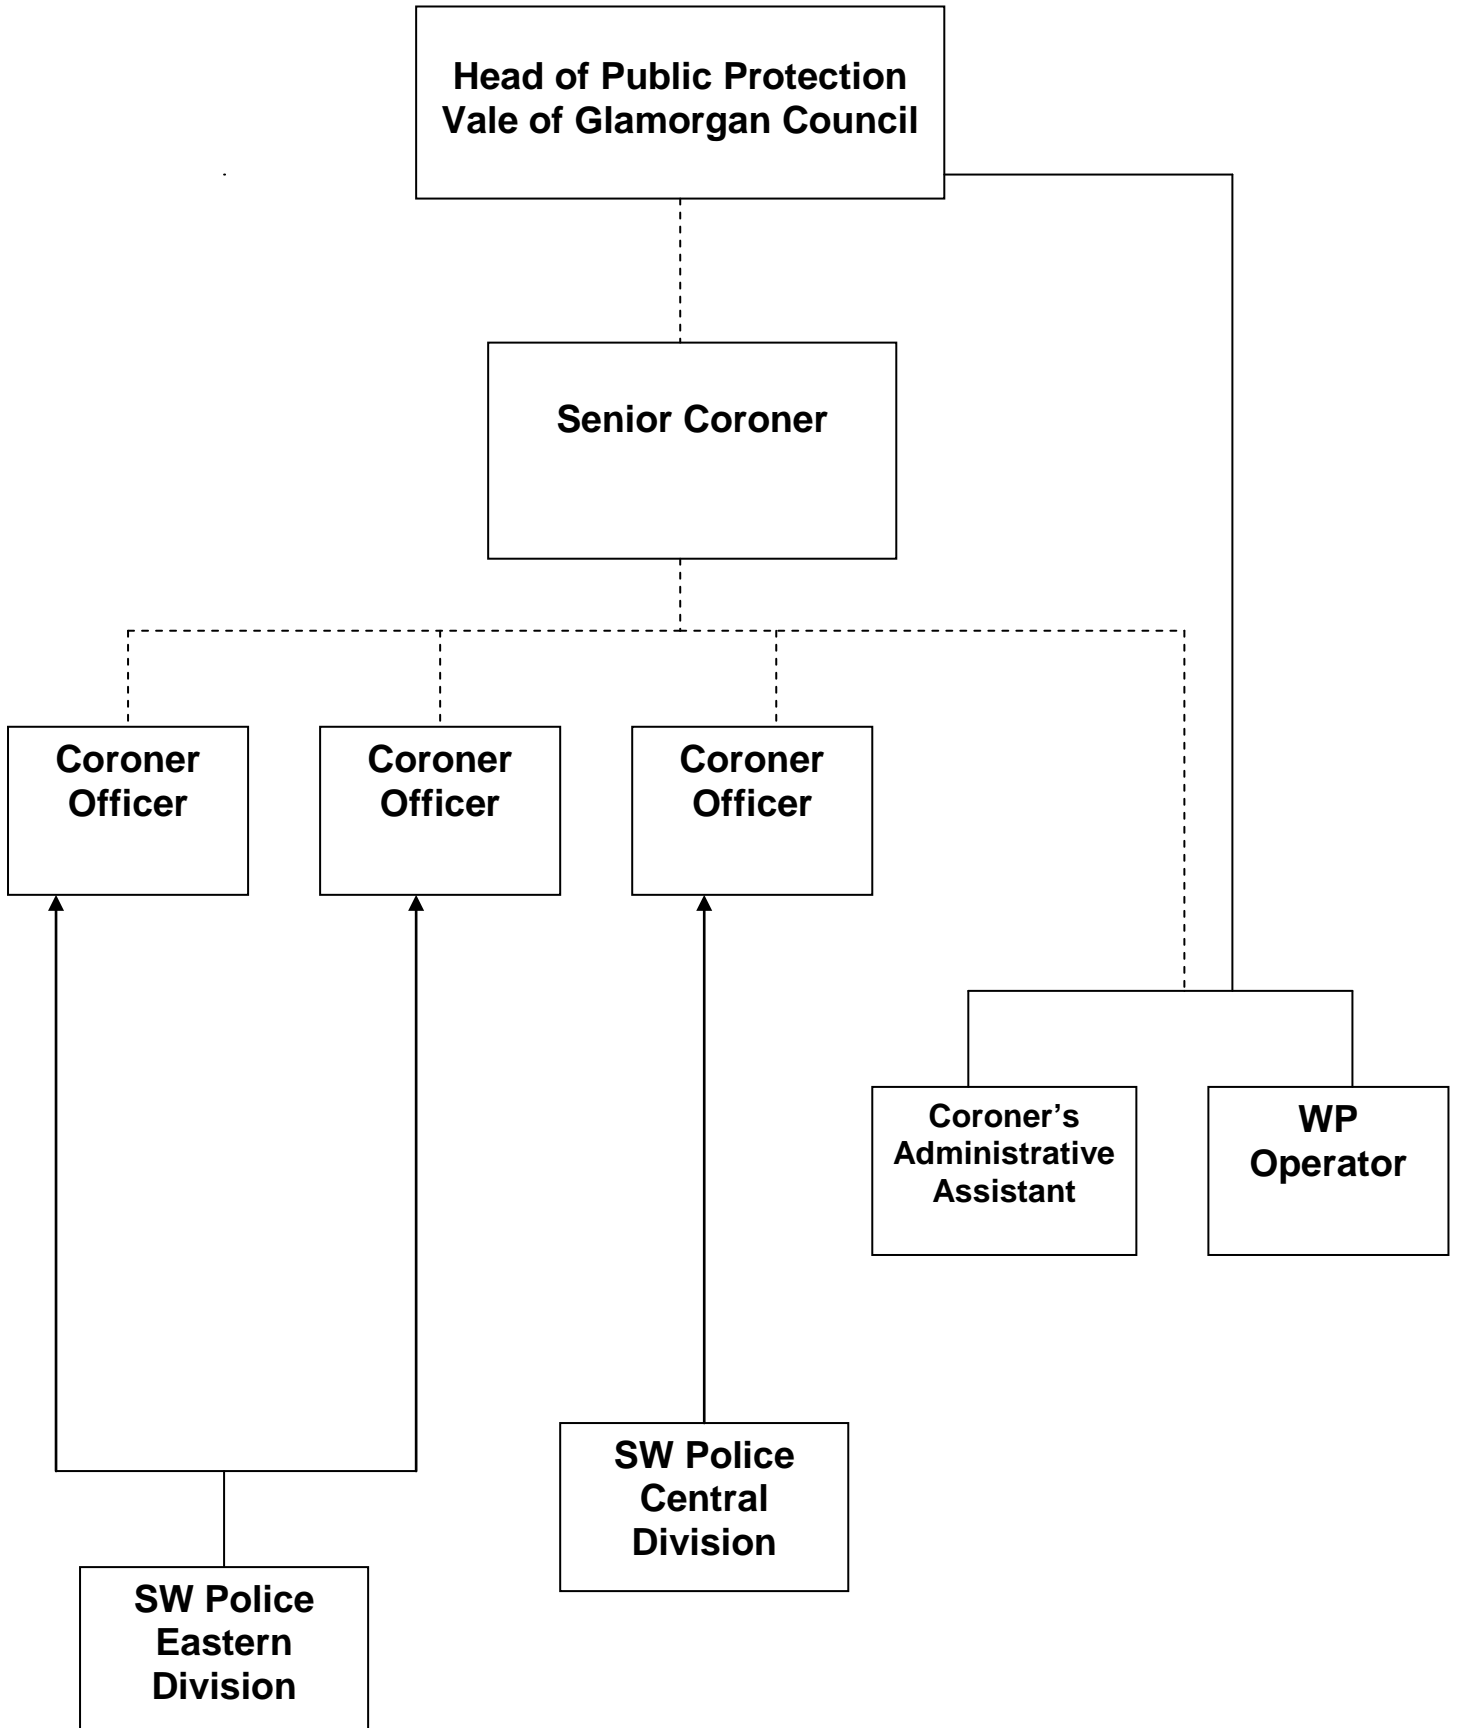 Head of Public Protection
Vale of Glamorgan Council
Senior Coroner
Coroner
Officer
Coroner
Officer
Coroner
Officer
Coroner’s
Administrative
Assistant
WP
Operator
SW Police
Central
Division
SW Police
Eastern
Division